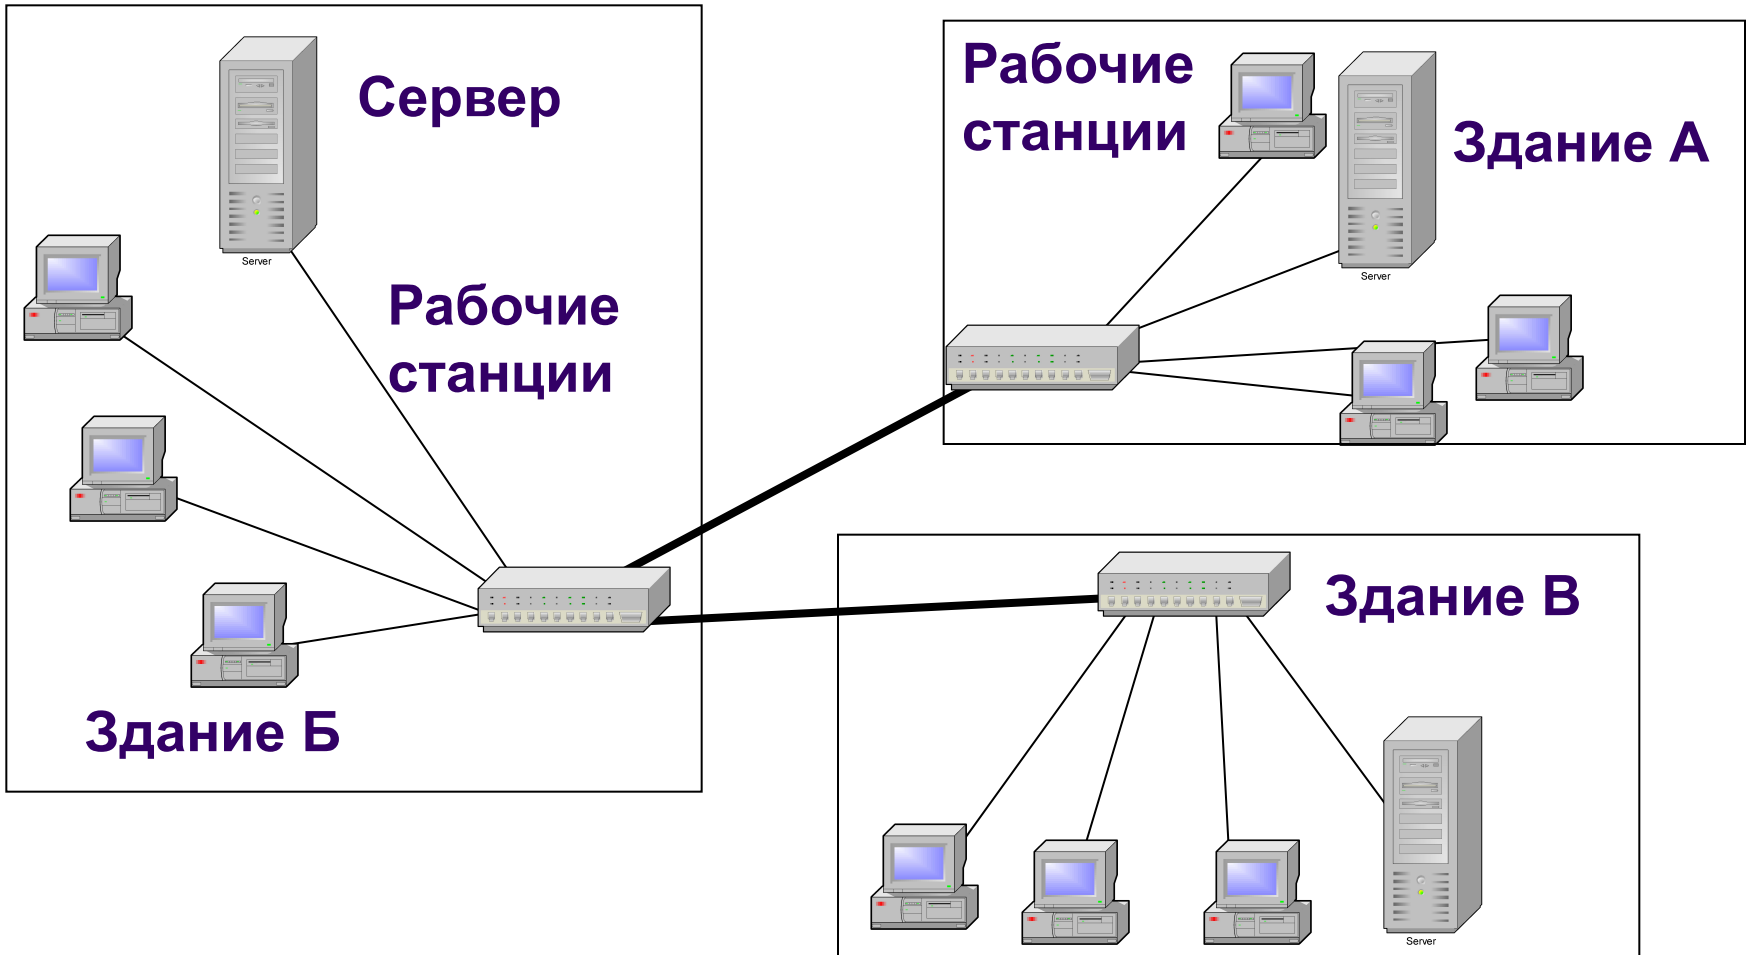 Сервер
Server
Рабочие
станции
Здание Б
Рабочие
станции
Здание А
Server
Здание В
Server